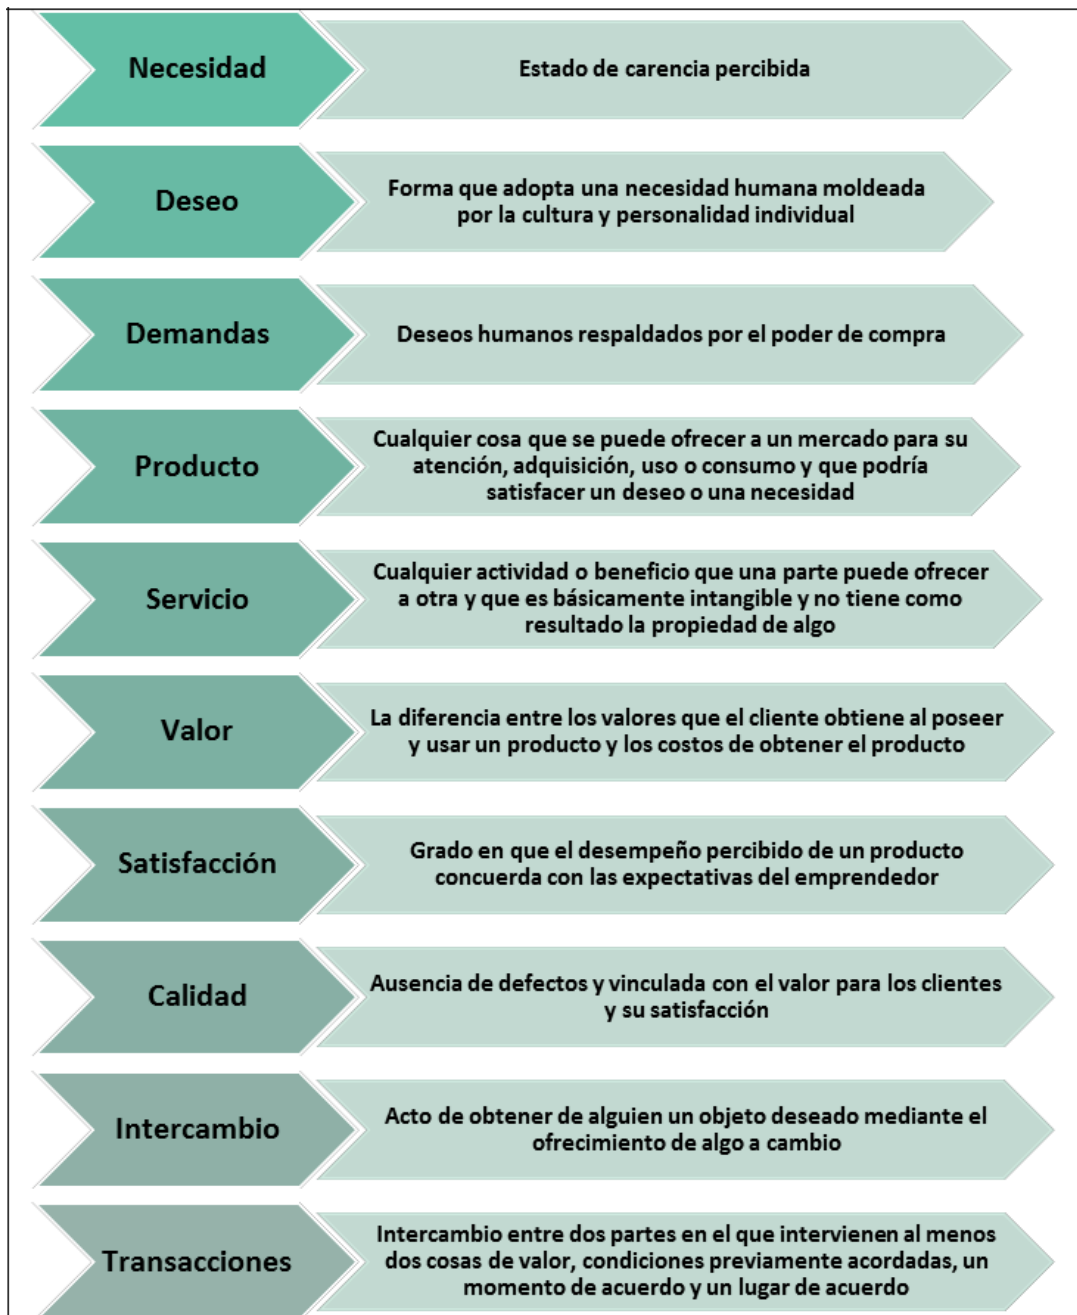 Necesidad
Estado de carencia percibida
Deseo
Forma que adopta una necesidad humana moldeada
por la cultura y personalidad individual
Demandas
Deseos humanos respaldados por el poder de compra
Producto
Cualquier cosa que se puede ofrecer a un mercado para su
atención, adquisición, uso o consumo y que podría
satisfacer un deseo o una necesidad
Servicio
Cualquier actividad o beneficio que una parte puede ofrecer
a otra y que es básicamente intangible y no tiene como
resultado la propiedad de algo
Valor
La diferencia entre los valores que el cliente obtiene al poseer
y usar un producto y los costos de obtener el producto
Satisfacción
Grado en que el desempeño percibido de un producto
concuerda con las expectativas del emprendedor
Calidad
Ausencia de defectos y vinculada con el valor para los clientes
y su satisfacción
Intercambio
Acto de obtener de alguien un objeto deseado mediante el
ofrecimiento de algo a cambio
Transacciones
Intercambio entre dos partes en el que intervienen al menos
dos cosas de valor, condiciones previamente acordadas, un
momento de acuerdo y un lugar de acuerdo